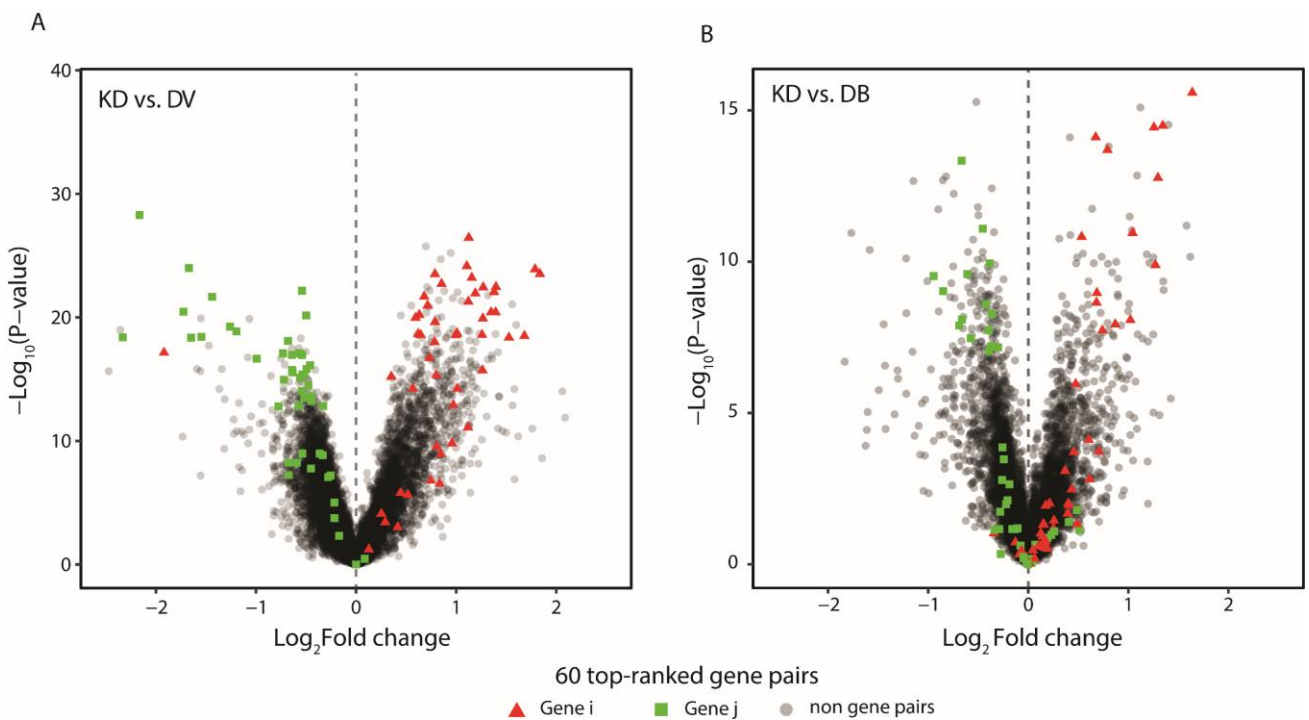 A
KD vs. DV
40
30
20
10
0
−Log10(P−value)
−2
−1
0
1
2
Log2Fold change
B
KD vs. DB
15
10
5
0
−Log10(P−value)
−2
−1
0
1
2
Log2Fold change
60 top-ranked gene pairs
Gene i
Gene j
non gene pairs